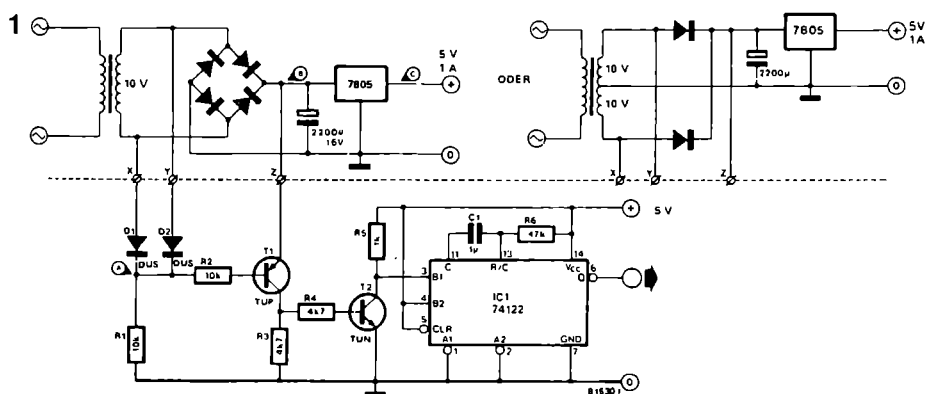 1
10 V
B
7805
C
5 V
1 A
+
2200µ
16V
0
ODER
10 V
10 V
7805
2200µ
5V
1A
+
0
X
Y
Z
X
Y
Z
D1
D2
DUS
DUS
A
R2
10k
R1
10k
T1
TUP
R3
4k7
R4
4k7
T2
TUN
R5
1k
+
5 V
C1
1µ
R6
47k
11
13
14
C
R/C
VCC
3
B1
4
B2
5
CLR
IC1
74122
Q
6
A1
A2
GND
1
2
7
0
81530 1